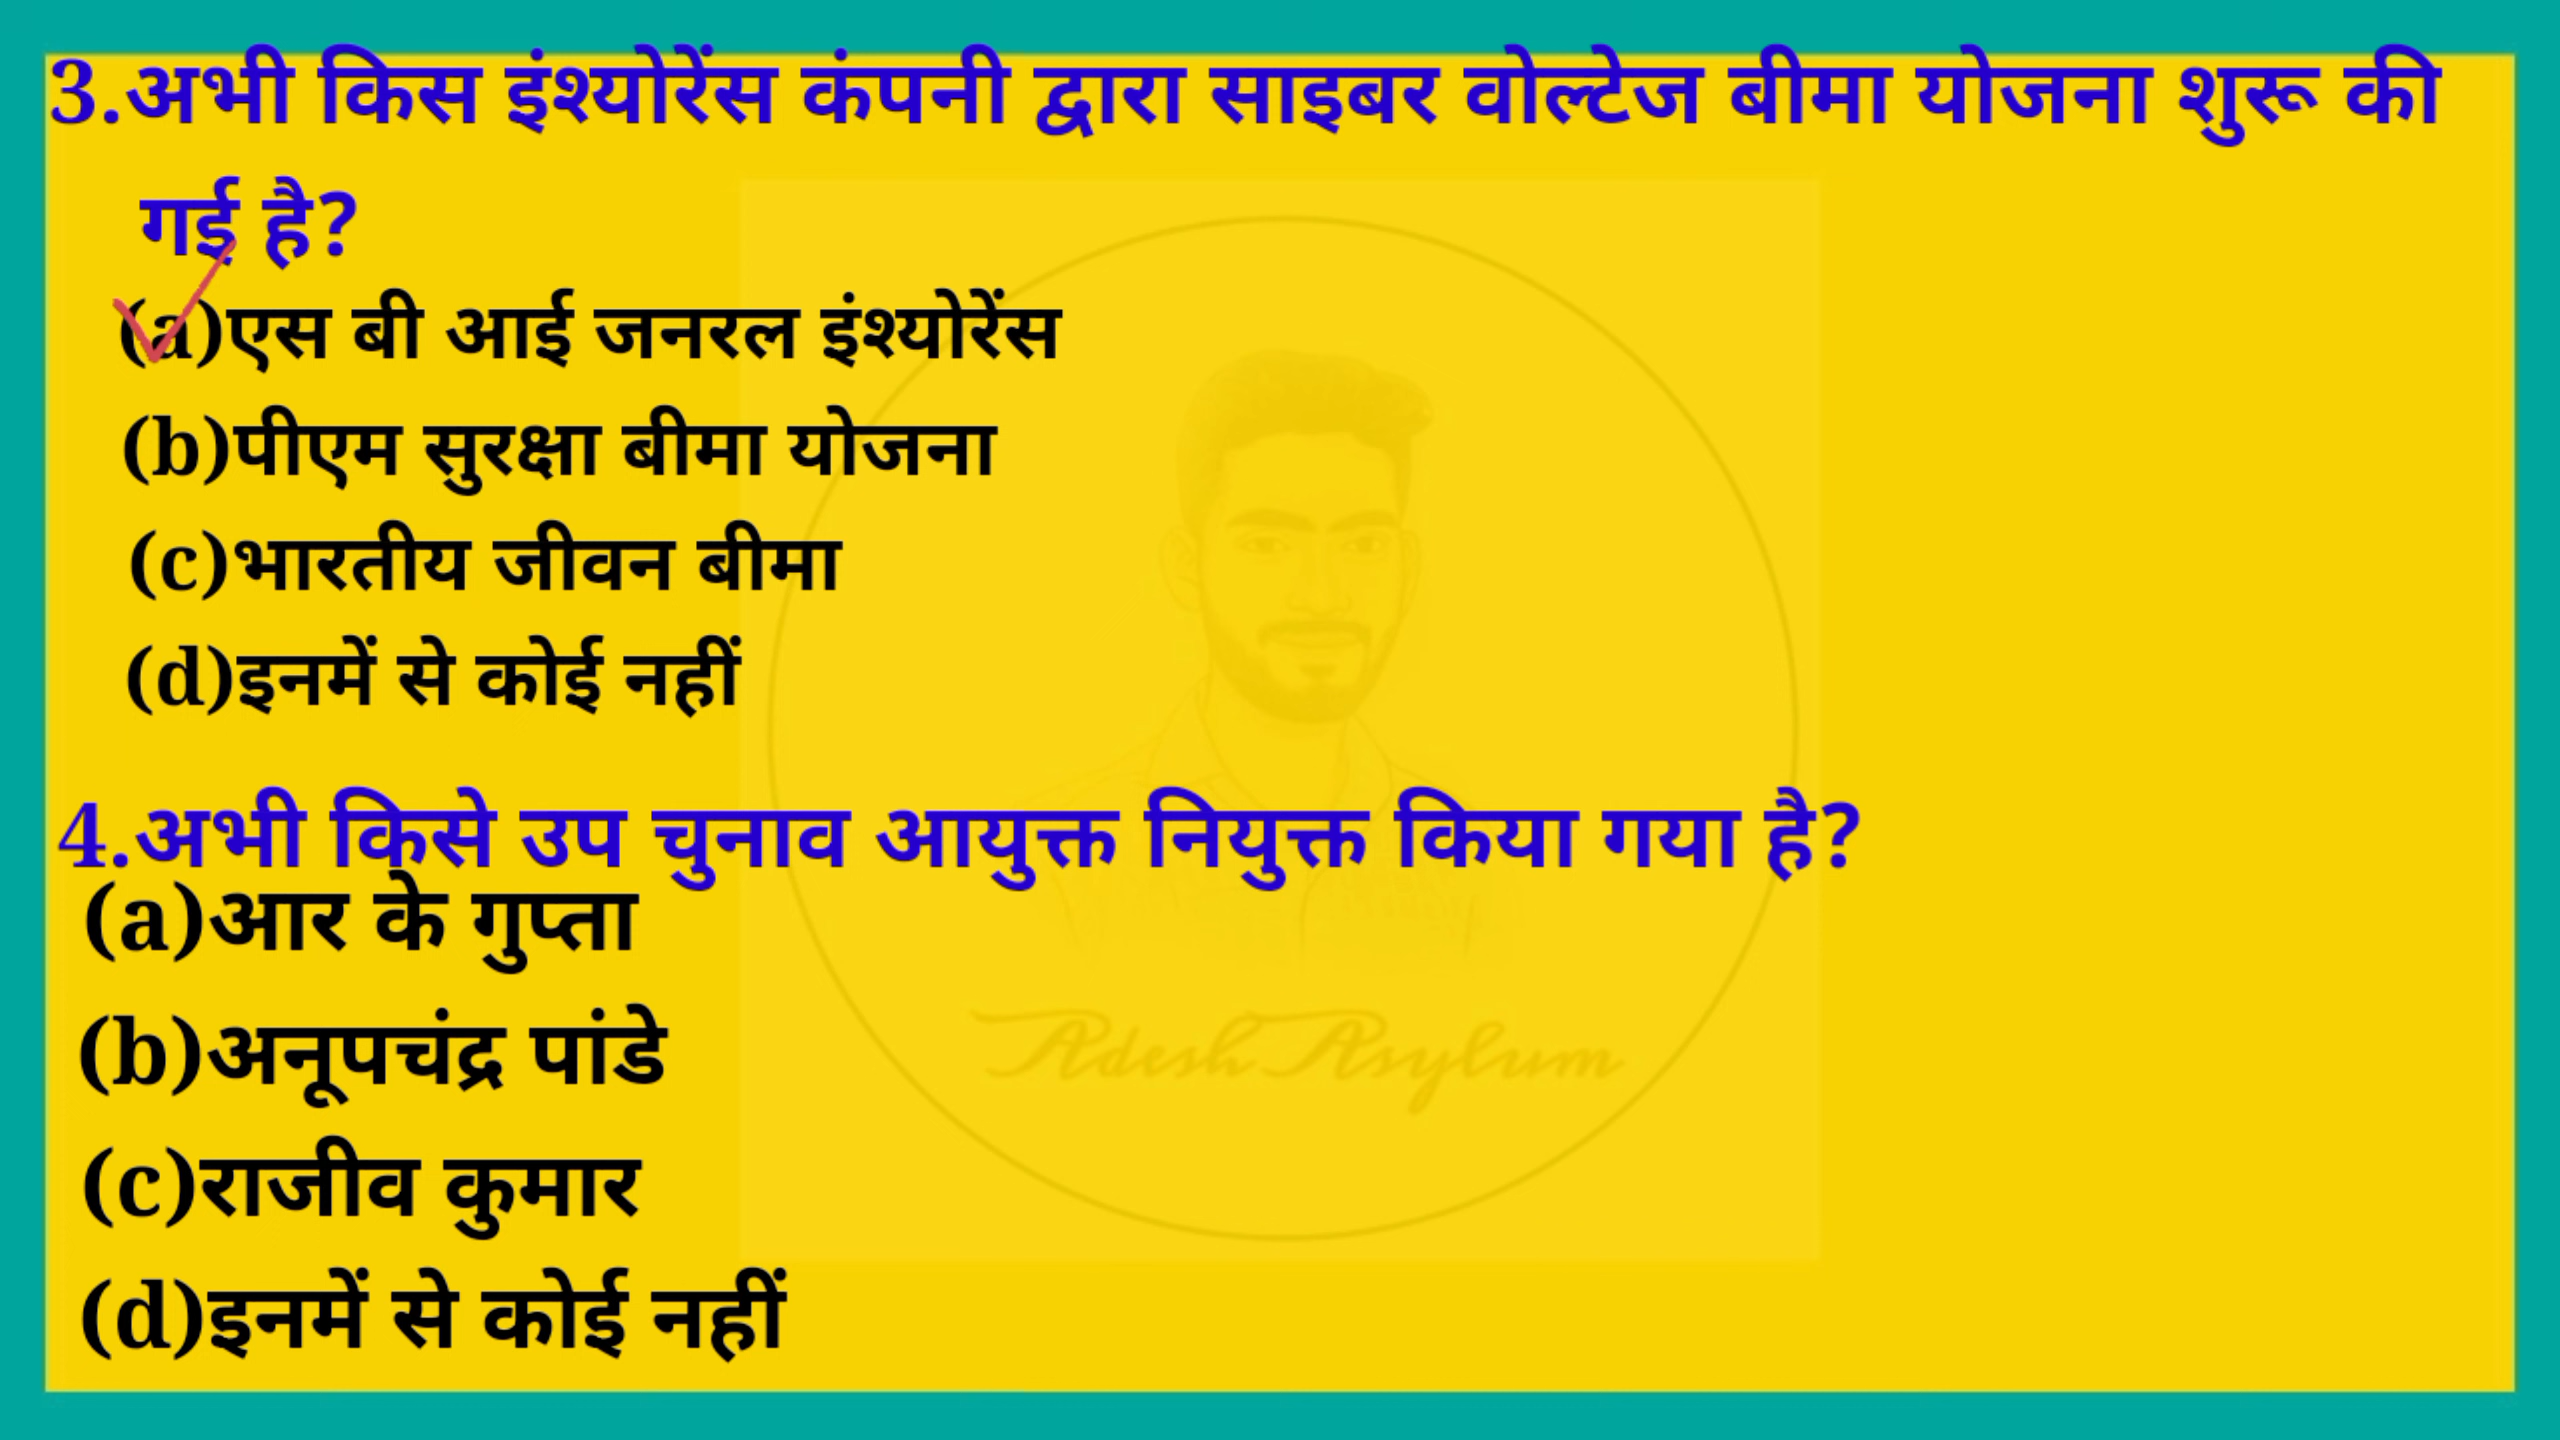 3.अभी किस इंश्योरेंस कंपनी द्वारा साइबर वोल्टेज बीमा योजना शुरू की
गई है?
(a)एस बी आई जनरल इंश्योरेंस
(b)पीएम सुरक्षा बीमा योजना
(c)भारतीय जीवन बीमा
(d)इनमें से कोई नहीं
4.अभी किसे उप चुनाव आयुक्त नियुक्त किया गया है?
(a)आर के गुप्ता
(b)अनूपचंद्र पांडे
(c)राजीव कुमार
(d)इनमें से कोई नहीं
Adesh Asylum